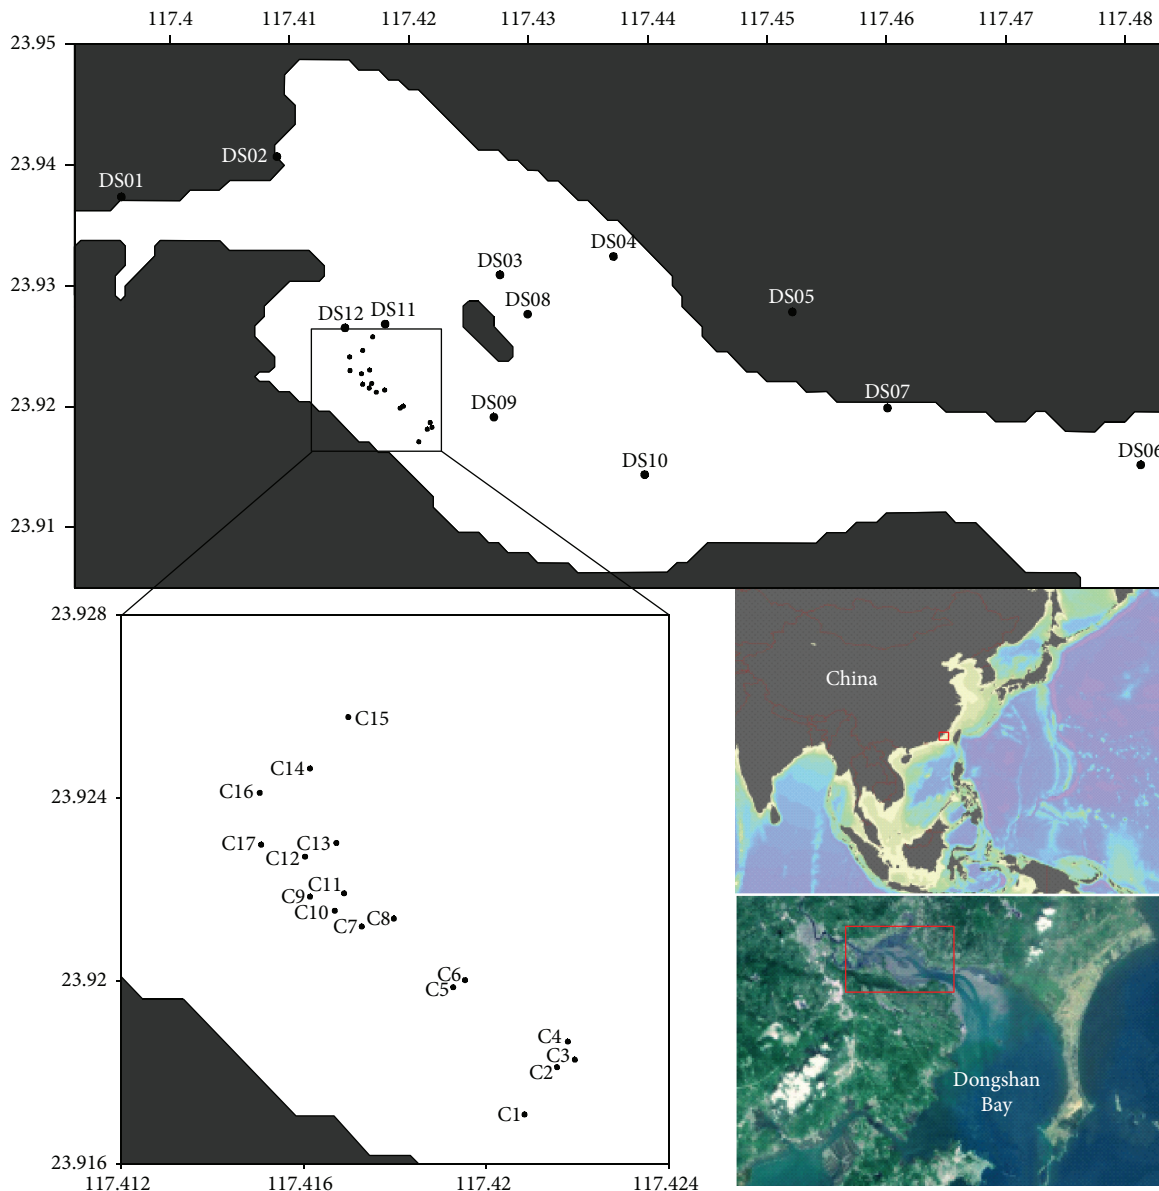 117.4 117.41 117.42 117.43 117.44 117.45 117.46 117.47 117.48
23.95
23.94
23.93
23.92
23.91
DS01
DS02
DS03
DS04
DS05
DS08
DS12
DS11
DS07
DS09
DS10
DS06
23.928
23.924
23.92
23.916
117.412 117.416 117.42 117.424
C15
C14
C16
C17
C13
C12
C11
C9
C10
C8
C7
C6
C5
C4
C3
C2
C1
China
Dongshan
Bay